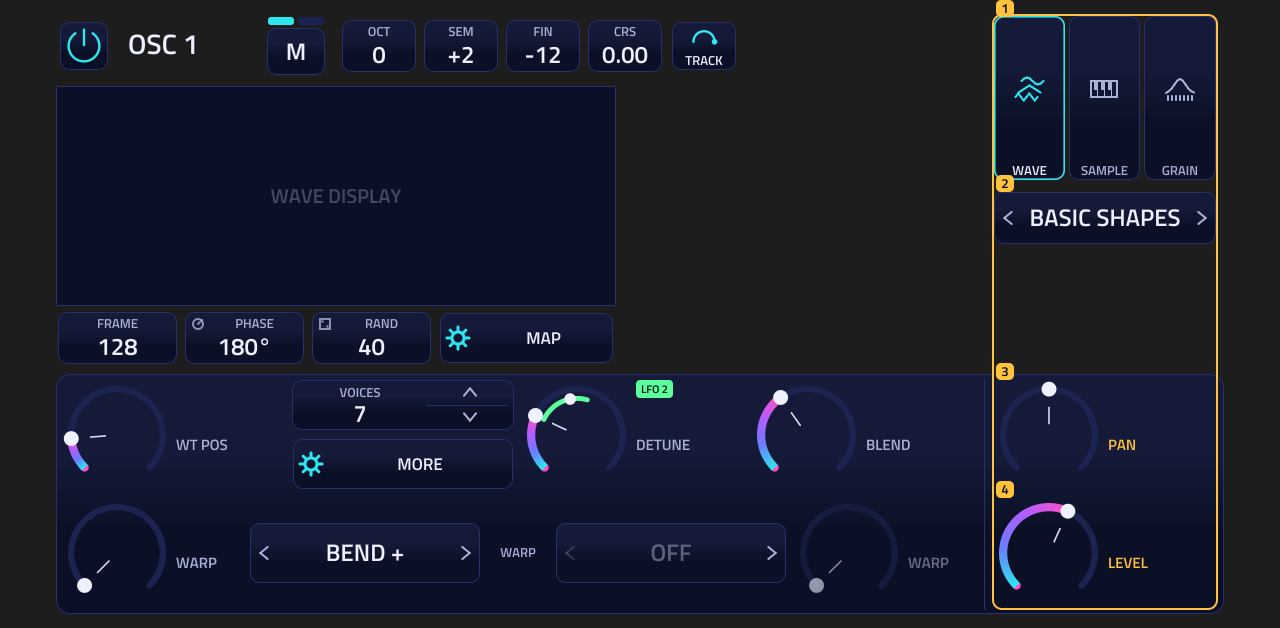 OSC 1
M
OCT
0
SEM
+2
FIN
-12
CRS
0.00
TRACK
1
WAVE
SAMPLE
GRAIN
2
BASIC SHAPES
WAVE DISPLAY
FRAME
128
PHASE
180°
RAND
40
MAP
WT POS
VOICES
7
MORE
LFO 2
DETUNE
BLEND
3
PAN
WARP
BEND +
WARP
OFF
WARP
4
LEVEL